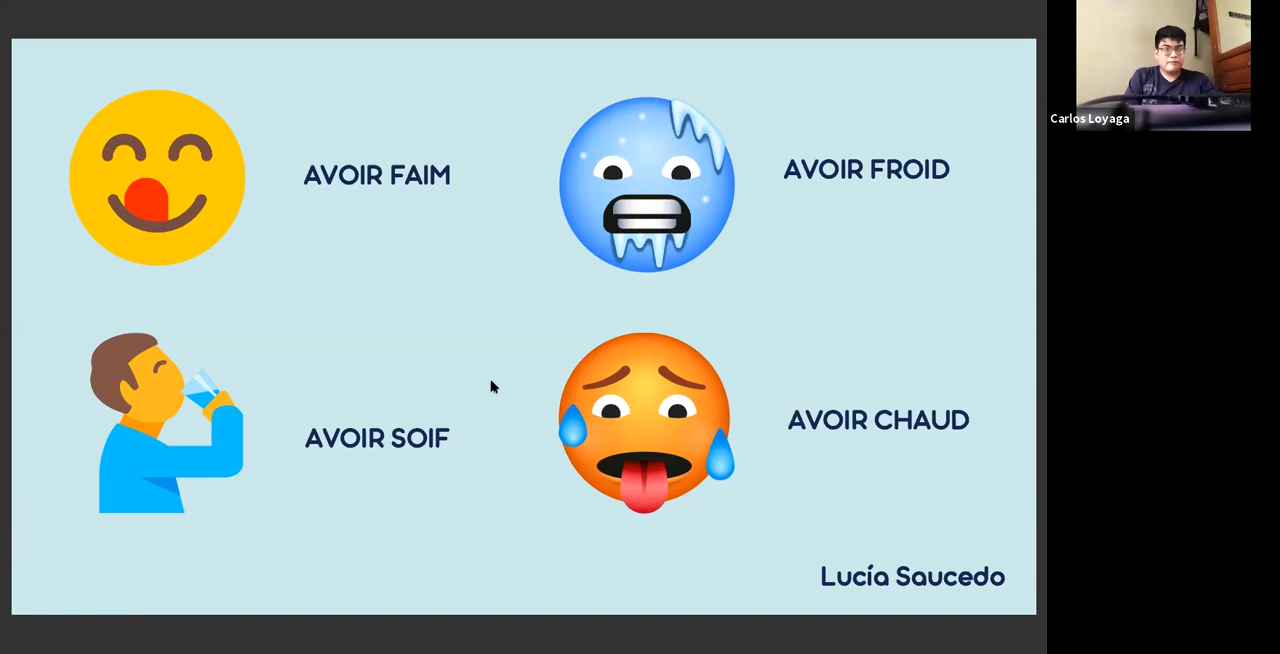 AVOIR FAIM
AVOIR FROID
AVOIR SOIF
AVOIR CHAUD
Lucía Saucedo
Carlos Loyaga